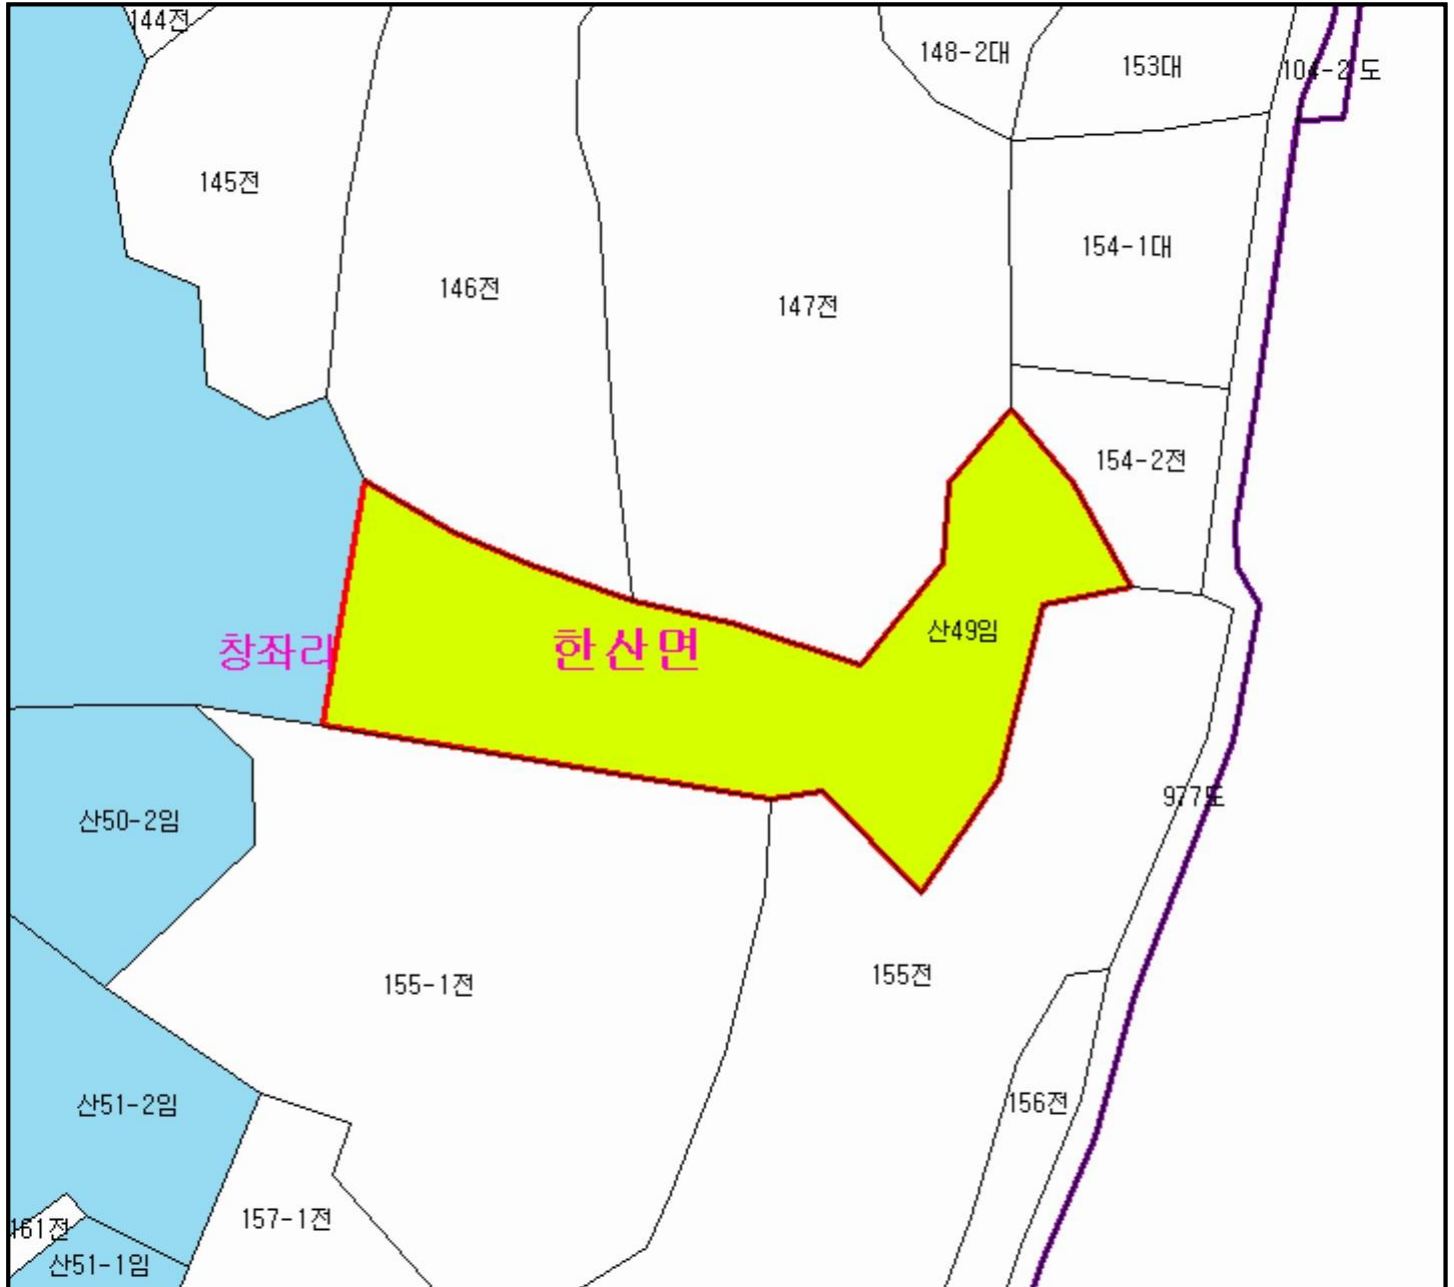 144전
148-2대
153대
104-2 도
145전
154-1대
146전
147전
154-2전
산49임
창좌리
한산면
977도
산50-2임
155-1전
155전
산51-2임
156전
157-1전
161전
산51-1임